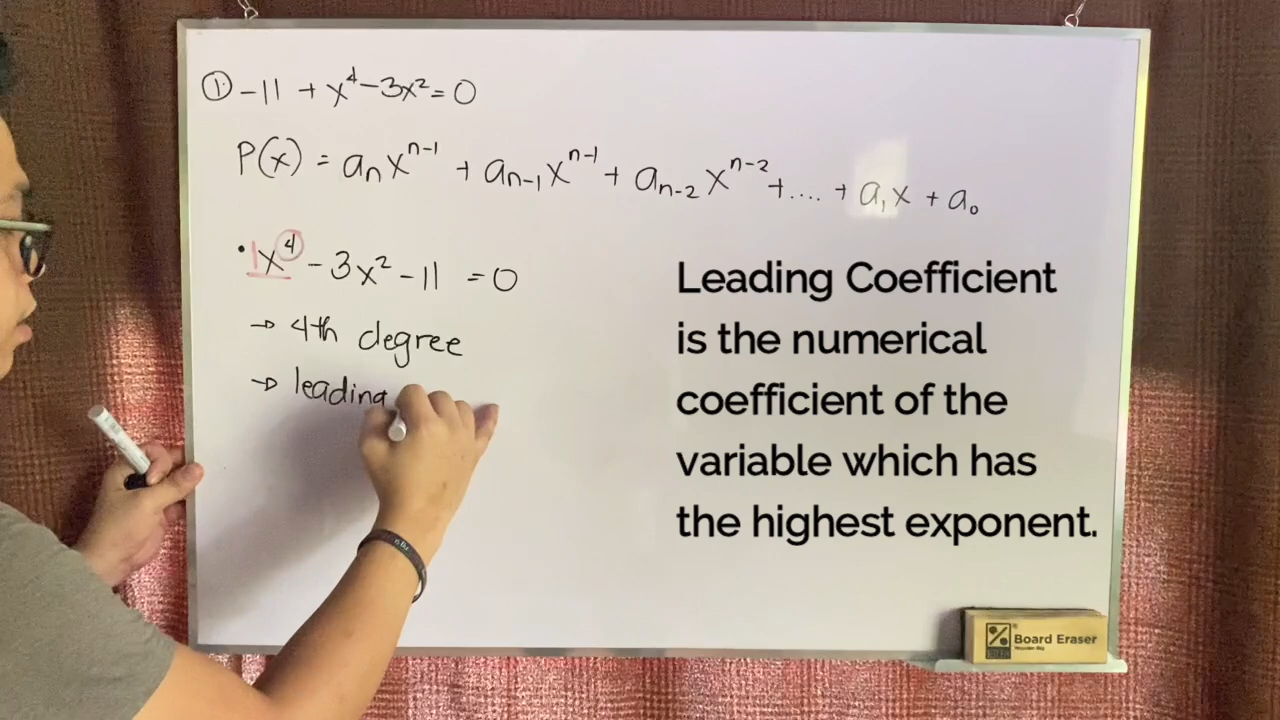 ① -11 + x⁴ - 3x² = 0
P(x) = aₙxⁿ⁻¹ + aₙ₋₁xⁿ⁻¹ + aₙ₋₂xⁿ⁻² + .... + a₁x + a₀
• 1x⁴ - 3x² - 11 = 0
→ 4th degree
→ leading
Leading Coefficient
is the numerical
coefficient of the
variable which has
the highest exponent.
Board Eraser